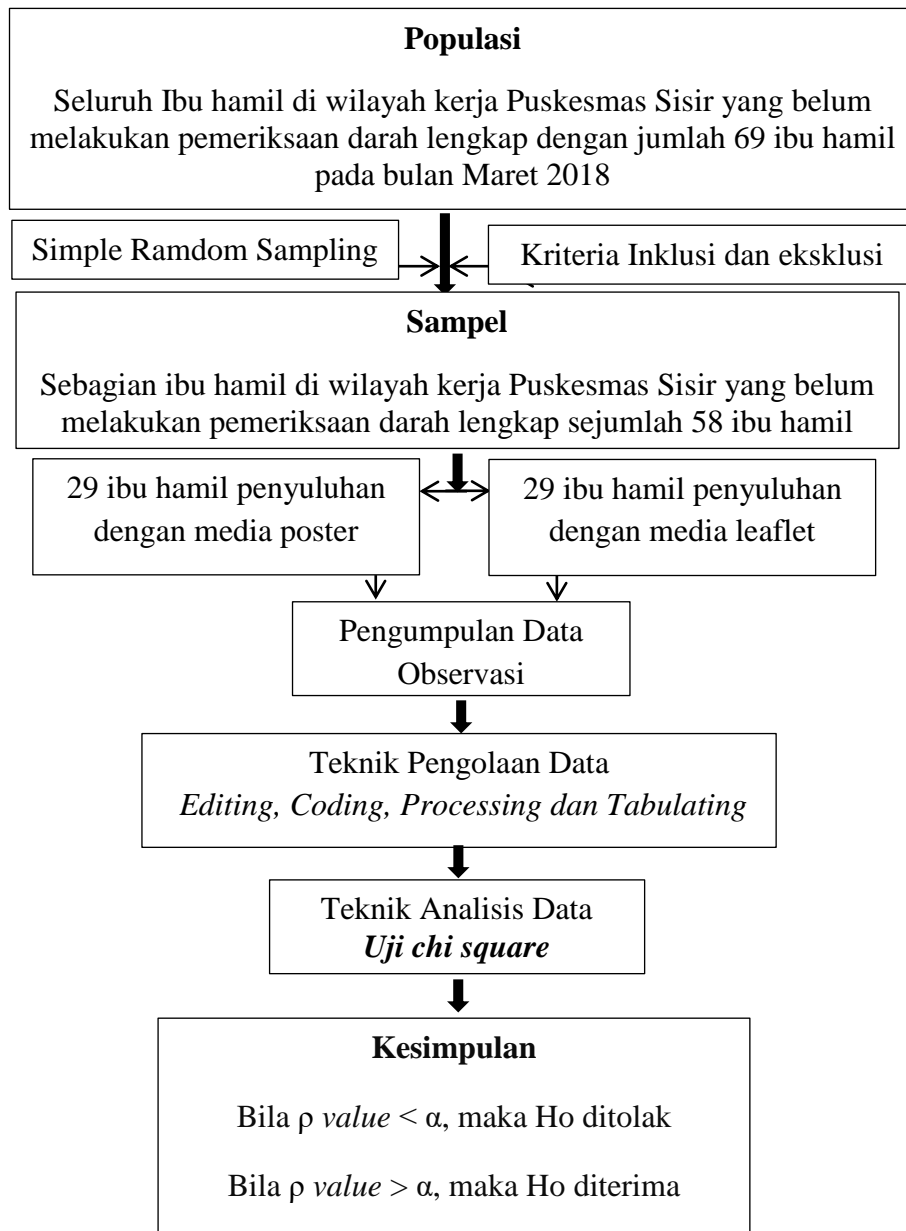 Populasi
Seluruh Ibu hamil di wilayah kerja Puskesmas Sisir yang belum
melakukan pemeriksaan darah lengkap dengan jumlah 69 ibu hamil
pada bulan Maret 2018
Simple Ramdom Sampling
Kriteria Inklusi dan eksklusi
Sampel
Sebagian ibu hamil di wilayah kerja Puskesmas Sisir yang belum
melakukan pemeriksaan darah lengkap sejumlah 58 ibu hamil
29 ibu hamil penyuluhan
dengan media poster
29 ibu hamil penyuluhan
dengan media leaflet
Pengumpulan Data
Observasi
Teknik Pengolaan Data
Editing, Coding, Processing dan Tabulating
Teknik Analisis Data
Uji chi square
Kesimpulan
Bila ρ value < α, maka Ho ditolak
Bila ρ value > α, maka Ho diterima